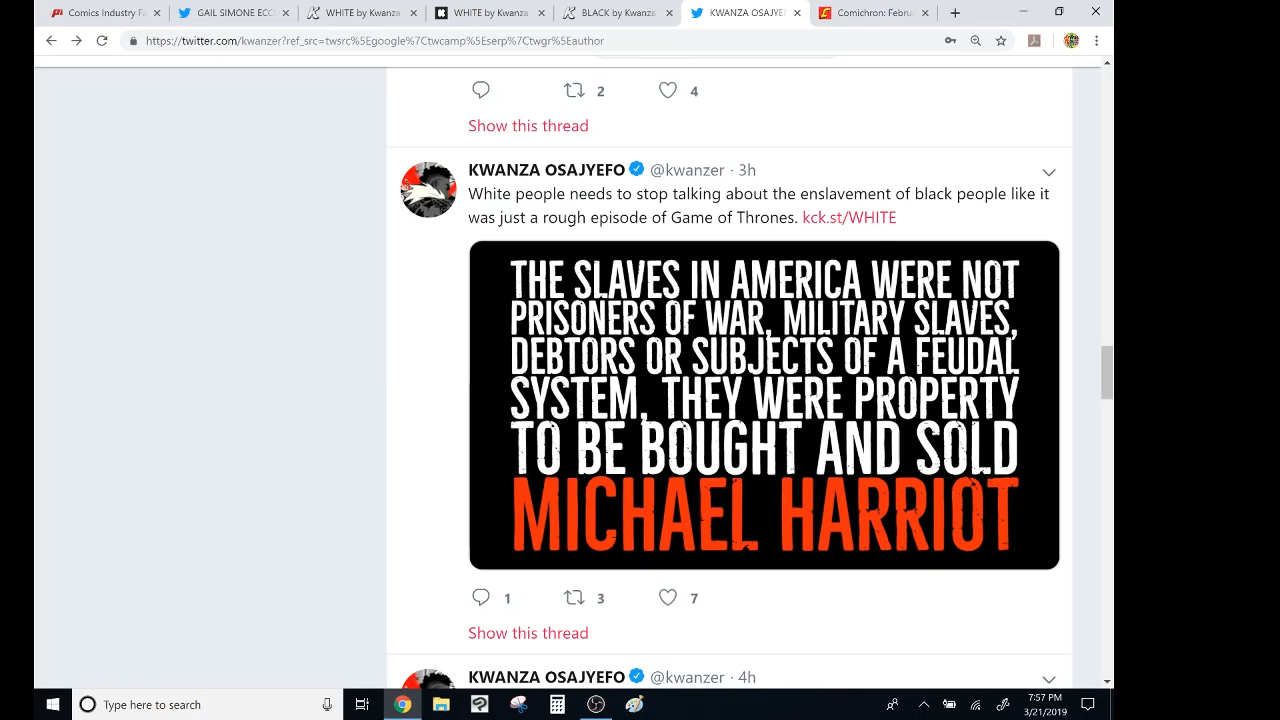 Comics Industry Fa
GAIL SIMONE ECC
WHITE by Kwanza
WHITE by Kwanza
BLACK by Kwanze
KWANZA OSAJYEF
Comichron: Februa
https://twitter.com/kwanzer?ref_src=twsrc%5Egoogle%7Ctwcamp%5Eserp%7Ctwgr%5Eauthor
2 4
Show this thread
KWANZA OSAJYEFO @kwanzer · 3h
White people needs to stop talking about the enslavement of black people like it
was just a rough episode of Game of Thrones. kck.st/WHITE
THE SLAVES IN AMERICA WERE NOT
PRISONERS OF WAR, MILITARY SLAVES,
DEBTORS OR SUBJECTS OF A FEUDAL
SYSTEM, THEY WERE PROPERTY
TO BE BOUGHT AND SOLD
MICHAEL HARRIOT
1 3 7
Show this thread
KWANZA OSAJYEFO @kwanzer · 4h
Type here to search
7:57 PM
3/21/2019